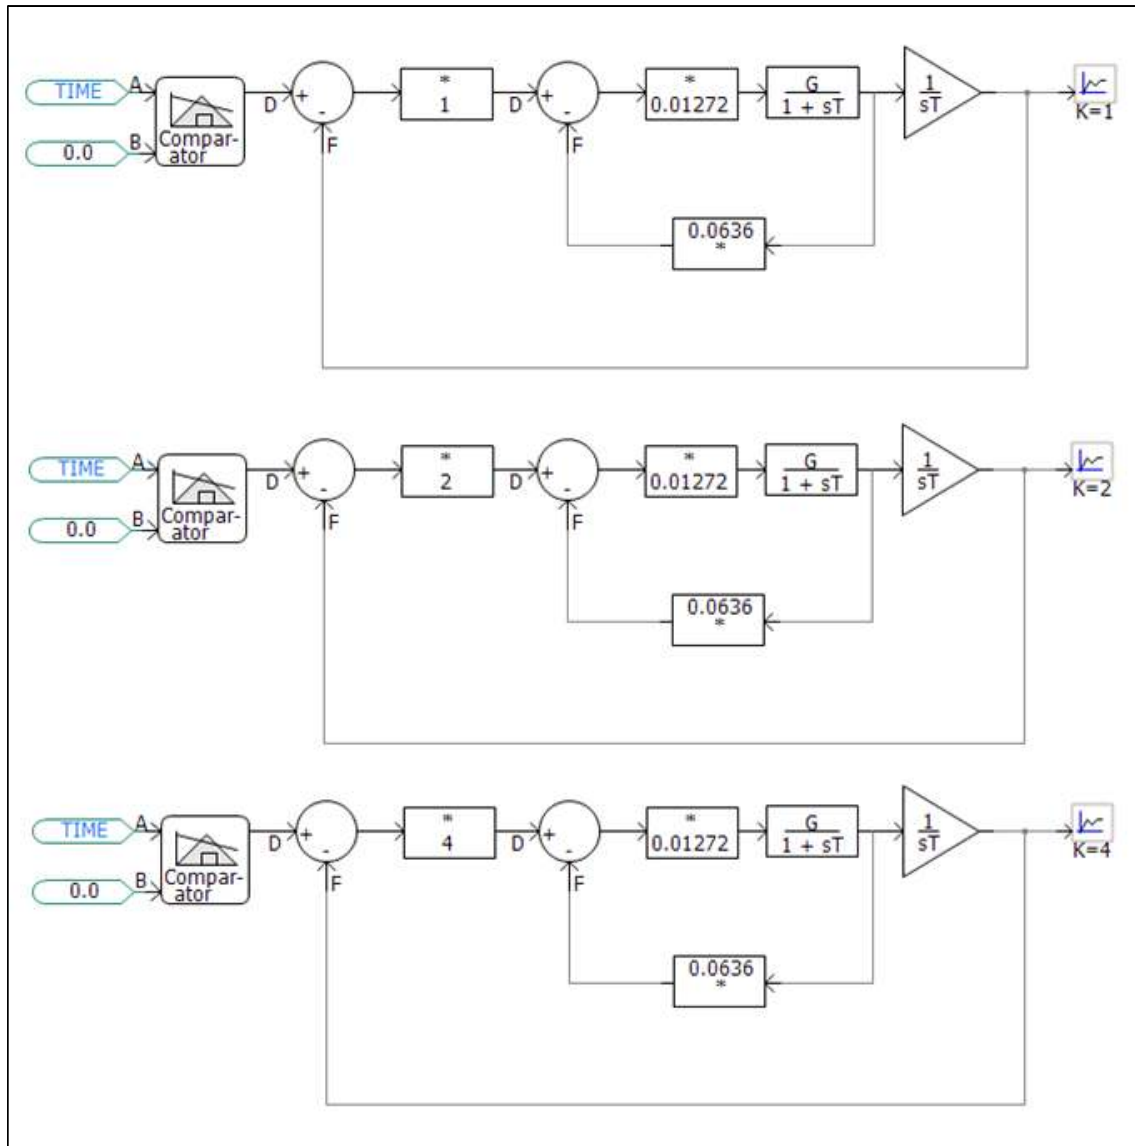 TIME A
B
0.0
Compar-
ator
D + -
F
*
1
D + -
F
*
0.01272
G
1 + sT
1
sT
K=1
0.0636
*
TIME A
B
0.0
Compar-
ator
D + -
F
*
2
D + -
F
*
0.01272
G
1 + sT
1
sT
K=2
0.0636
*
TIME A
B
0.0
Compar-
ator
D + -
F
*
4
D + -
F
*
0.01272
G
1 + sT
1
sT
K=4
0.0636
*